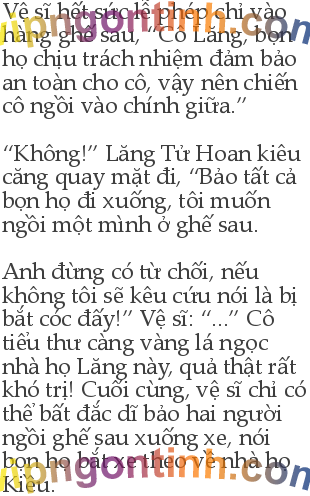 Vệ sĩ hết sức lễ phép chỉ vào
hàng ghế sau, “Cô Lăng, bọn
họ chịu trách nhiệm đảm bảo
an toàn cho cô, vậy nên chiến
cô ngồi vào chính giữa.”
“Không!” Lăng Tử Hoan kiêu
căng quay mặt đi, “Bảo tất cả
bọn họ đi xuống, tôi muốn
ngồi một mình ở ghế sau.
Anh đừng có từ chối, nếu
không tôi sẽ kêu cứu nói là bị
bắt cóc đấy!” Vệ sĩ: “...” Cô
tiểu thư càng vàng lá ngọc
nhà họ Lăng này, quả thật rất
khó trị! Cuối cùng, vệ sĩ chỉ có
thể bất đắc dĩ bảo hai người
ngồi ghế sau xuống xe, nói
bọn họ bắt xe theo về nhà họ
Kiều.
vipngontinh.com
vipngontinh.com